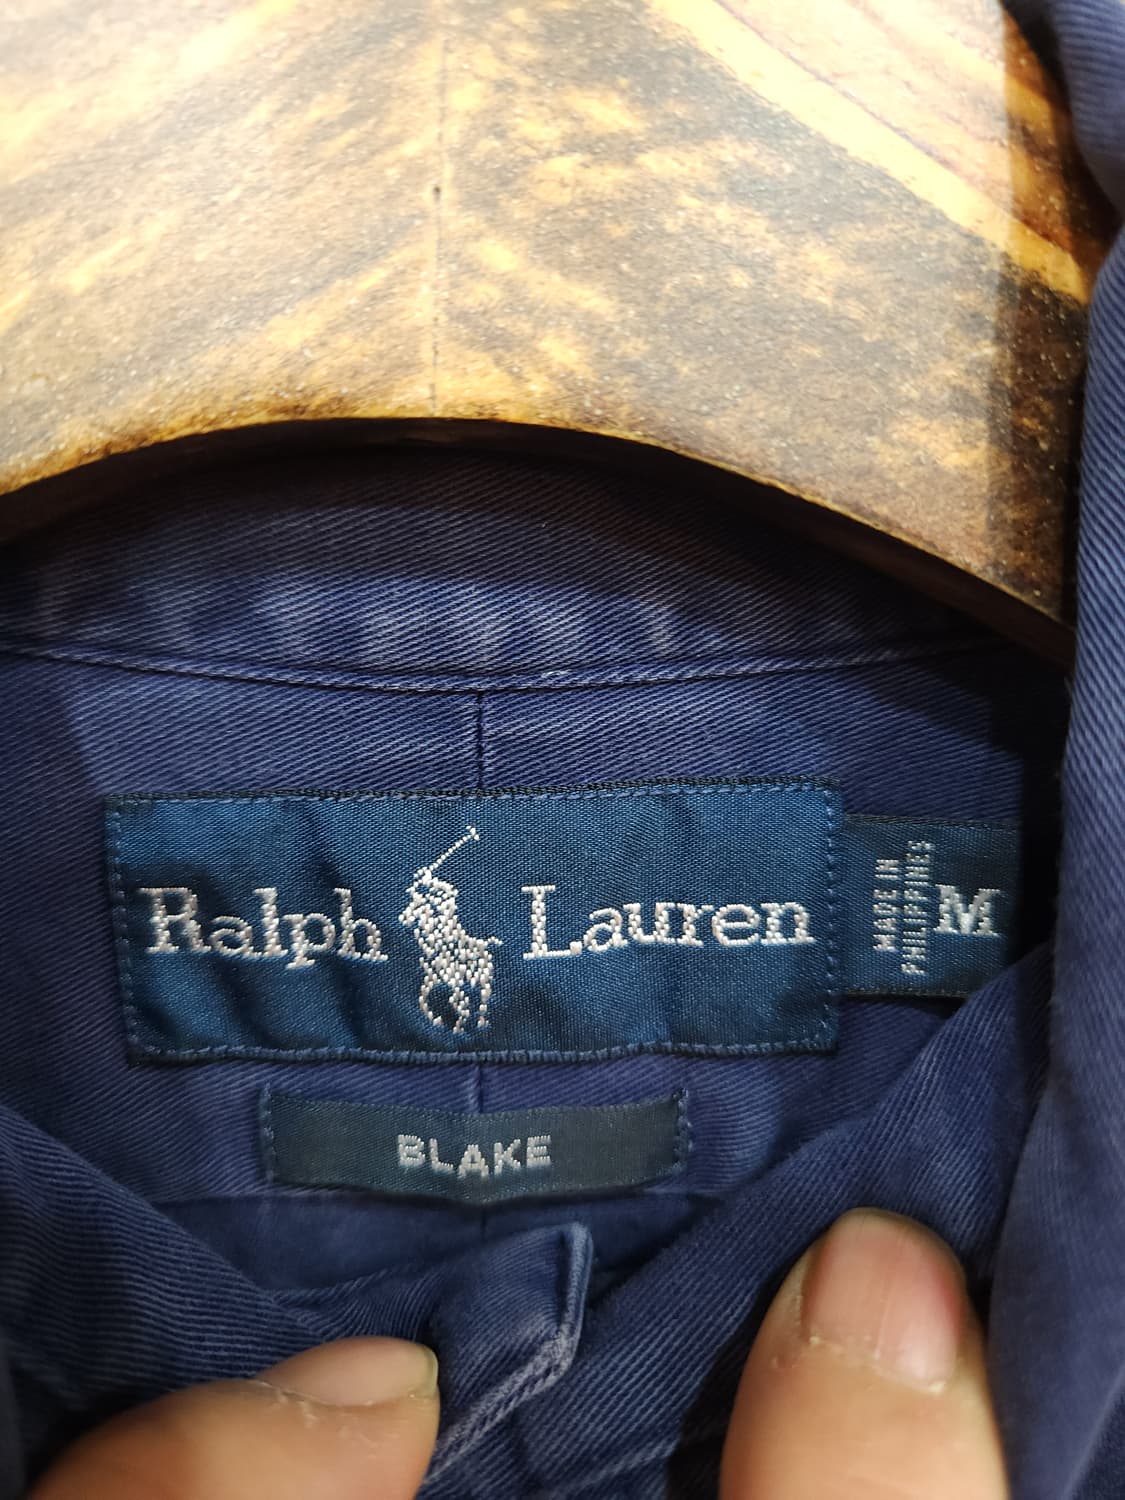 Ralph Lauren
MADE IN
PHILIPPINES
M
BLAKE